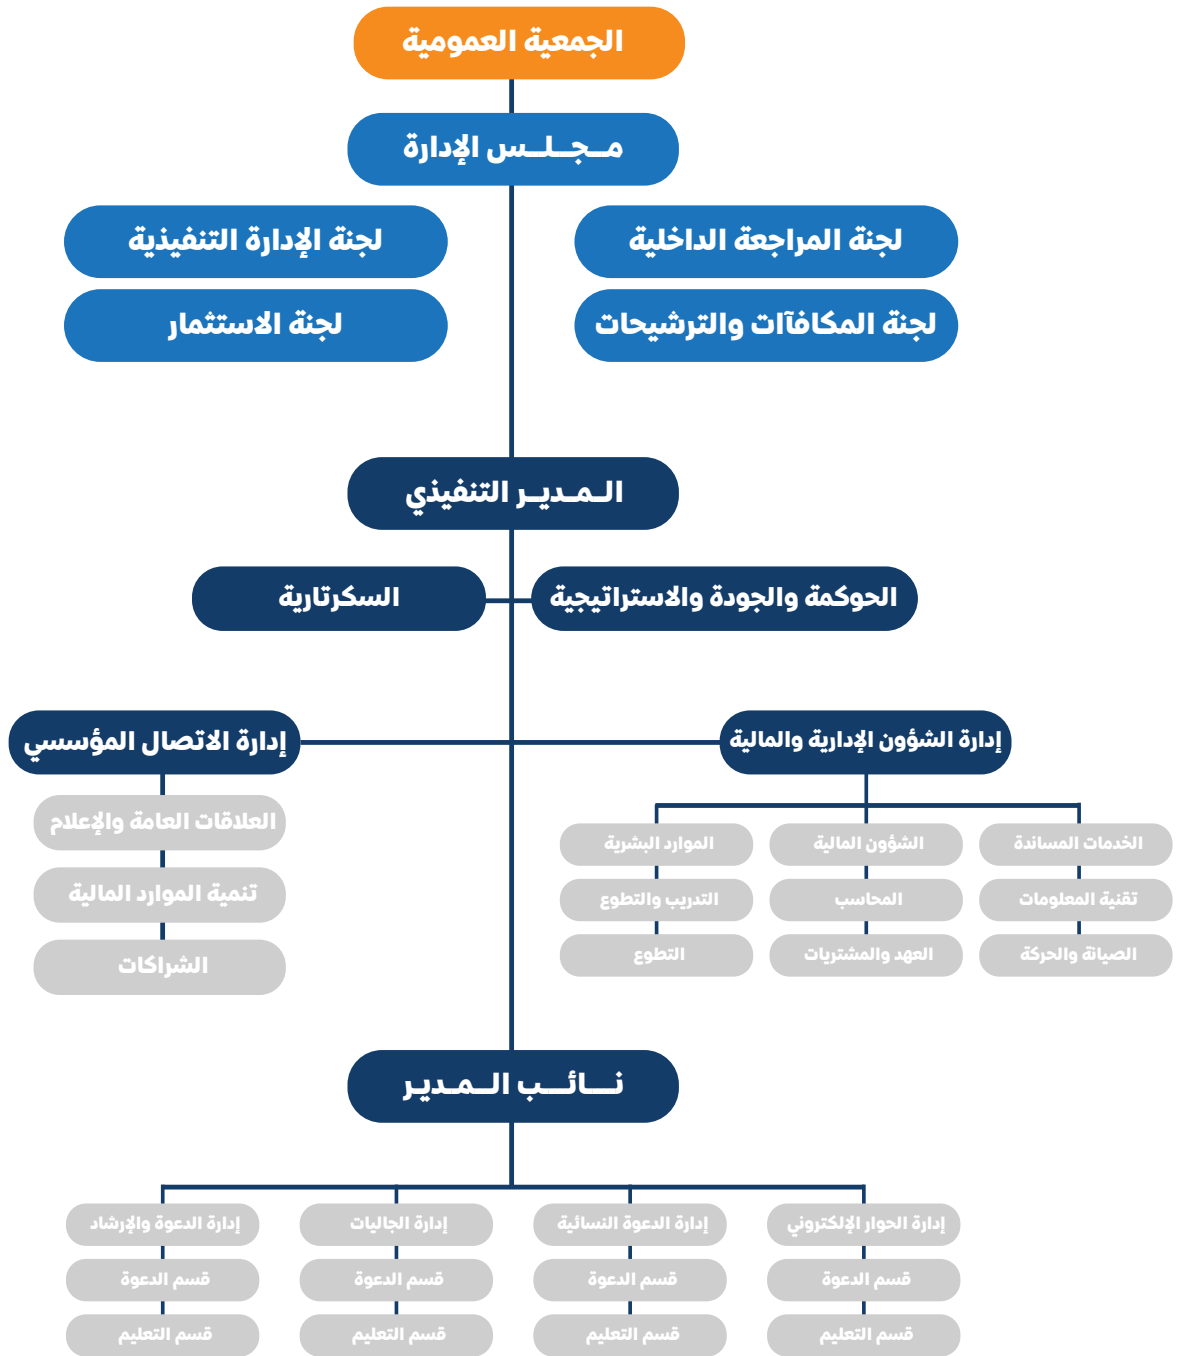 الجمعية العمومية
مـجـلـس الإدارة
لجنة المراجعة الداخلية
لجنة الإدارة التنفيذية
لجنة المكافآات والترشيحات
لجنة الاستثمار
الـمـديـر التنفيذي
الحوكمة والجودة والاستراتيجية
السكرتارية
إدارة الشؤون الإدارية والمالية
إدارة الاتصال المؤسسي
الخدمات المساندة
الشؤون المالية
الموارد البشرية
العلاقات العامة والإعلام
تقنية المعلومات
المحاسب
التدريب والتطوع
تنمية الموارد المالية
الصيانة والحركة
العهد والمشتريات
التطوع
الشراكات
نـائـب الـمـديـر
إدارة الحوار الإلكتروني
إدارة الدعوة النسائية
إدارة الجاليات
إدارة الدعوة والإرشاد
قسم الدعوة
قسم الدعوة
قسم الدعوة
قسم الدعوة
قسم التعليم
قسم التعليم
قسم التعليم
قسم التعليم